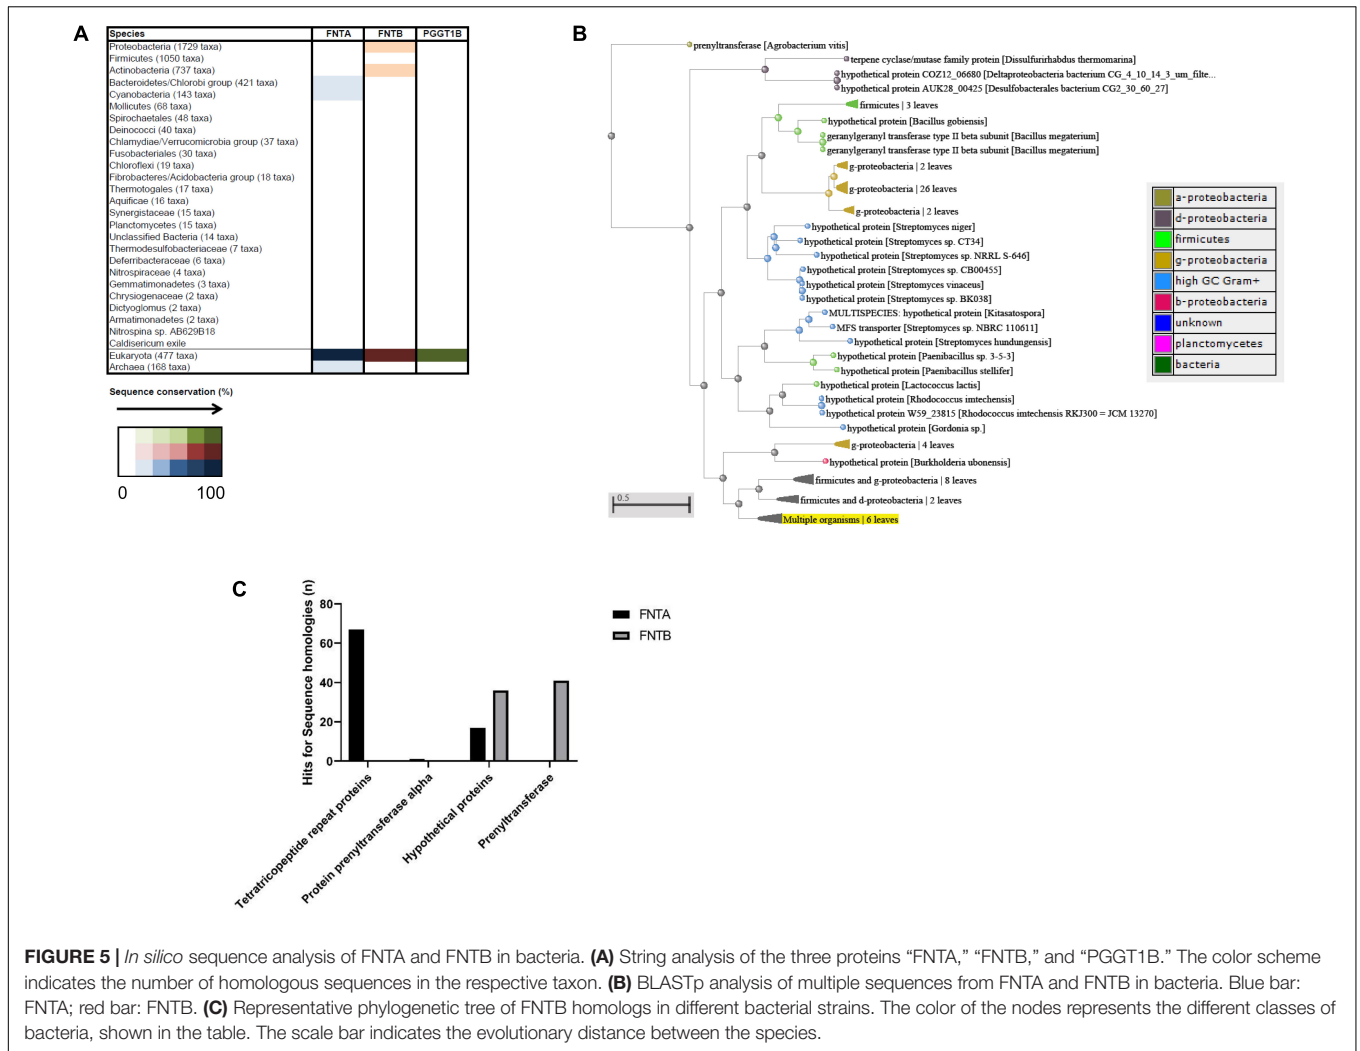 A
Species FNTA FNTB PGGT1B
Proteobacteria (1729 taxa)
Firmicutes (1050 taxa)
Actinobacteria (737 taxa)
Bacteroidetes/Chlorobi group (421 taxa)
Cyanobacteria (143 taxa)
Mollicutes (68 taxa)
Spirochaetales (48 taxa)
Deinococci (40 taxa)
Chlamydiae/Verrucomicrobia group (37 taxa)
Fusobacteriales (30 taxa)
Chloroflexi (19 taxa)
Fibrobacteres/Acidobacteria group (18 taxa)
Thermotogales (17 taxa)
Aquificae (16 taxa)
Synergistaceae (15 taxa)
Planctomycetes (15 taxa)
Unclassified Bacteria (14 taxa)
Thermodesulfobacteriaceae (7 taxa)
Deferribacteraceae (6 taxa)
Nitrospiraceae (4 taxa)
Gemmatimonadetes (3 taxa)
Chrysiogenaceae (2 taxa)
Dictyoglomus (2 taxa)
Armatimonadetes (2 taxa)
Nitrospina sp. AB629B18
Caldisericum exile
Eukaryota (477 taxa)
Archaea (168 taxa)
Sequence conservation (%)
0 100
B
prenyltransferase [Agrobacterium vitis]
terpene cyclase/mutase family protein [Dissulfurirhabdus thermomarina]
hypothetical protein COZ12_06680 [Deltaproteobacteria bacterium CG_4_10_14_3_um_filte...
hypothetical protein AUK28_00425 [Desulfobacterales bacterium CG2_30_60_27]
firmicutes | 3 leaves
hypothetical protein [Bacillus gobiensis]
geranylgeranyl transferase type II beta subunit [Bacillus megaterium]
geranylgeranyl transferase type II beta subunit [Bacillus megaterium]
g-proteobacteria | 2 leaves
g-proteobacteria | 26 leaves
g-proteobacteria | 2 leaves
hypothetical protein [Streptomyces niger]
hypothetical protein [Streptomyces sp. CT34]
hypothetical protein [Streptomyces sp. NRRL S-646]
hypothetical protein [Streptomyces sp. CB00455]
hypothetical protein [Streptomyces vinaceus]
hypothetical protein [Streptomyces sp. BK038]
MULTISPECIES: hypothetical protein [Kitasatospora]
MFS transporter [Streptomyces sp. NBRC 110611]
hypothetical protein [Streptomyces hundungensis]
hypothetical protein [Paenibacillus sp. 3-5-3]
hypothetical protein [Paenibacillus stellifer]
hypothetical protein [Lactococcus lactis]
hypothetical protein [Rhodococcus imtechensis]
hypothetical protein W59_23815 [Rhodococcus imtechensis RKJ300 = JCM 13270]
hypothetical protein [Gordonia sp.]
g-proteobacteria | 4 leaves
hypothetical protein [Burkholderia ubonensis]
firmicutes and g-proteobacteria | 8 leaves
firmicutes and d-proteobacteria | 2 leaves
Multiple organisms | 6 leaves
0.5
a-proteobacteria
d-proteobacteria
firmicutes
g-proteobacteria
high GC Gram+
b-proteobacteria
unknown
planctomycetes
bacteria
C
Hits for Sequence homologies (n)
80
60
40
20
0
Tetratricopeptide repeat proteins
Protein prenyltransferase alpha
Hypothetical proteins
Prenyltransferase
FNTA
FNTB
FIGURE 5 | In silico sequence analysis of FNTA and FNTB in bacteria. (A) String analysis of the three proteins “FNTA,” “FNTB,” and “PGGT1B.” The color scheme
indicates the number of homologous sequences in the respective taxon. (B) BLASTp analysis of multiple sequences from FNTA and FNTB in bacteria. Blue bar:
FNTA; red bar: FNTB. (C) Representative phylogenetic tree of FNTB homologs in different bacterial strains. The color of the nodes represents the different classes of
bacteria, shown in the table. The scale bar indicates the evolutionary distance between the species.